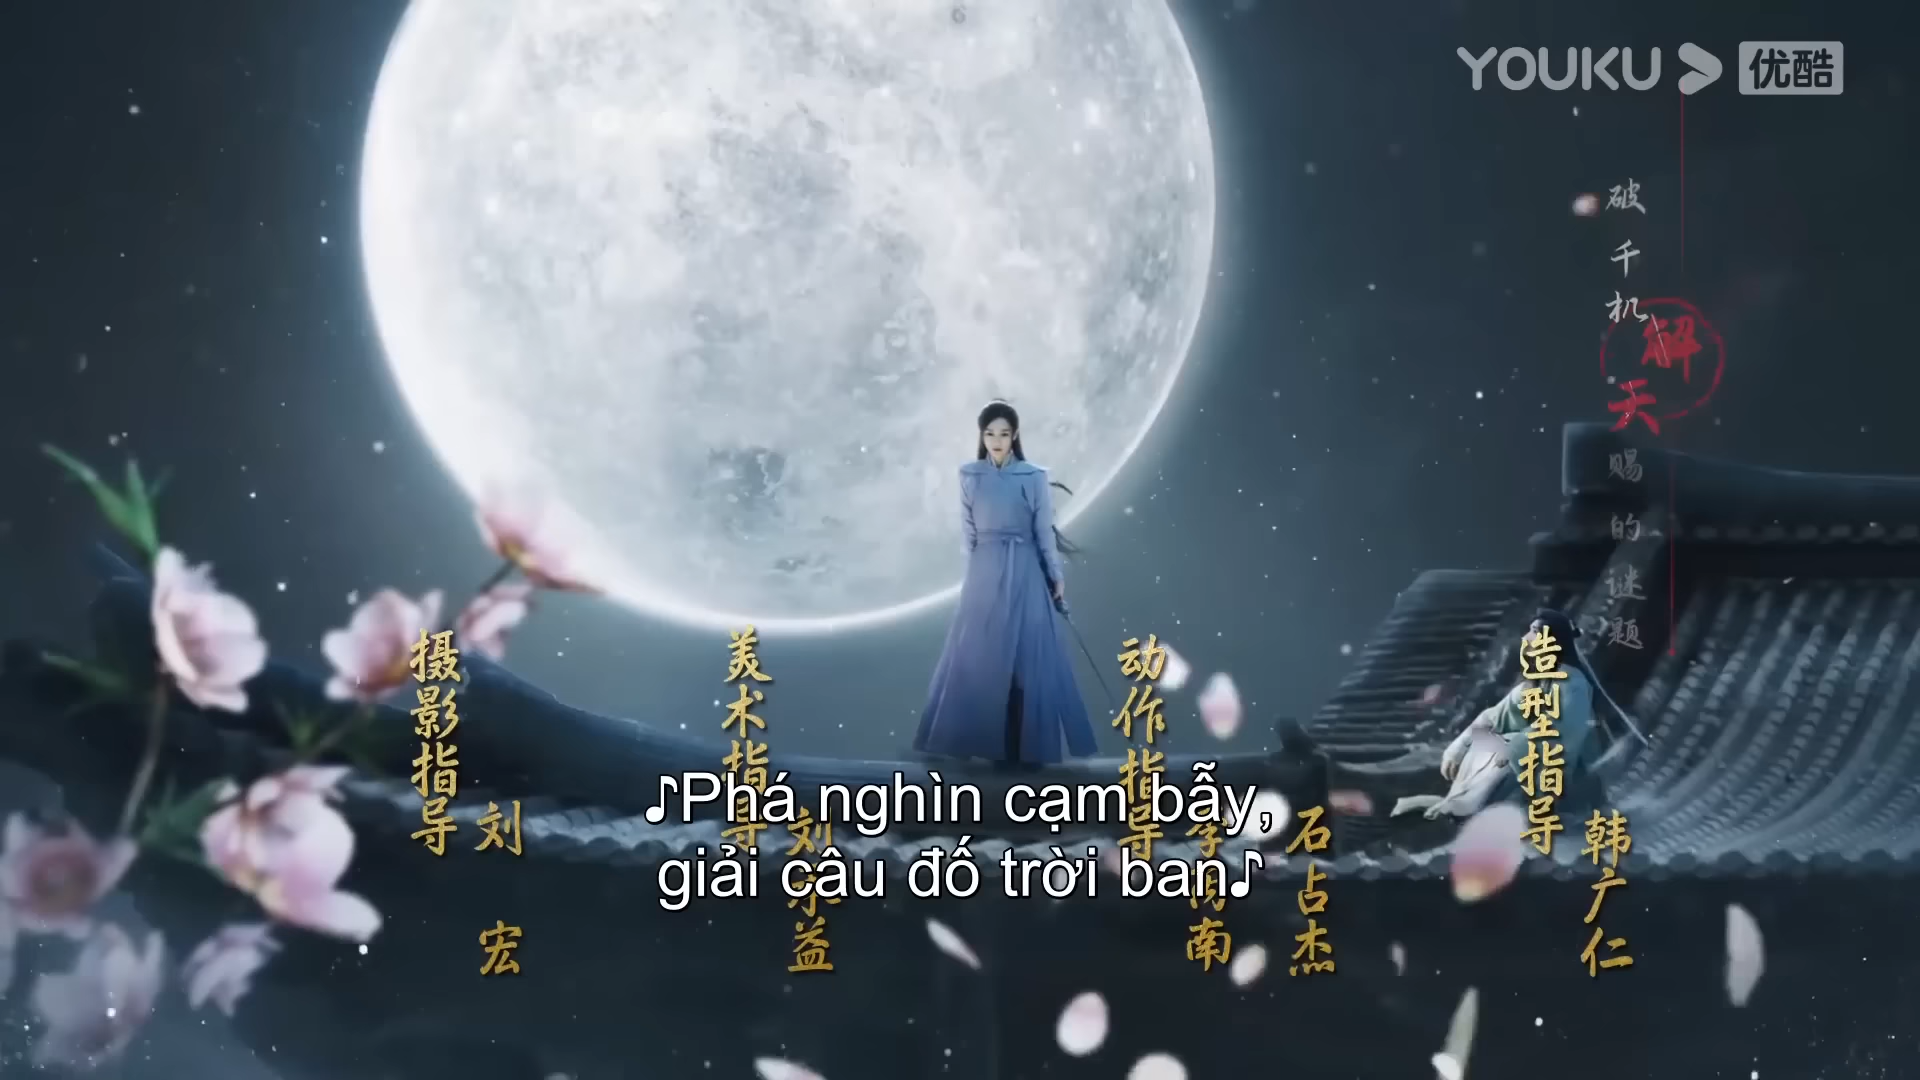 YOUKU 优酷
破千机
解天赐的谜题
摄影指导
刘宏
美术指导
刘宗益
动作指导
石占杰
造型指导
韩广仁
♪Phá nghìn cạm bẫy,
giải câu đố trời ban♪